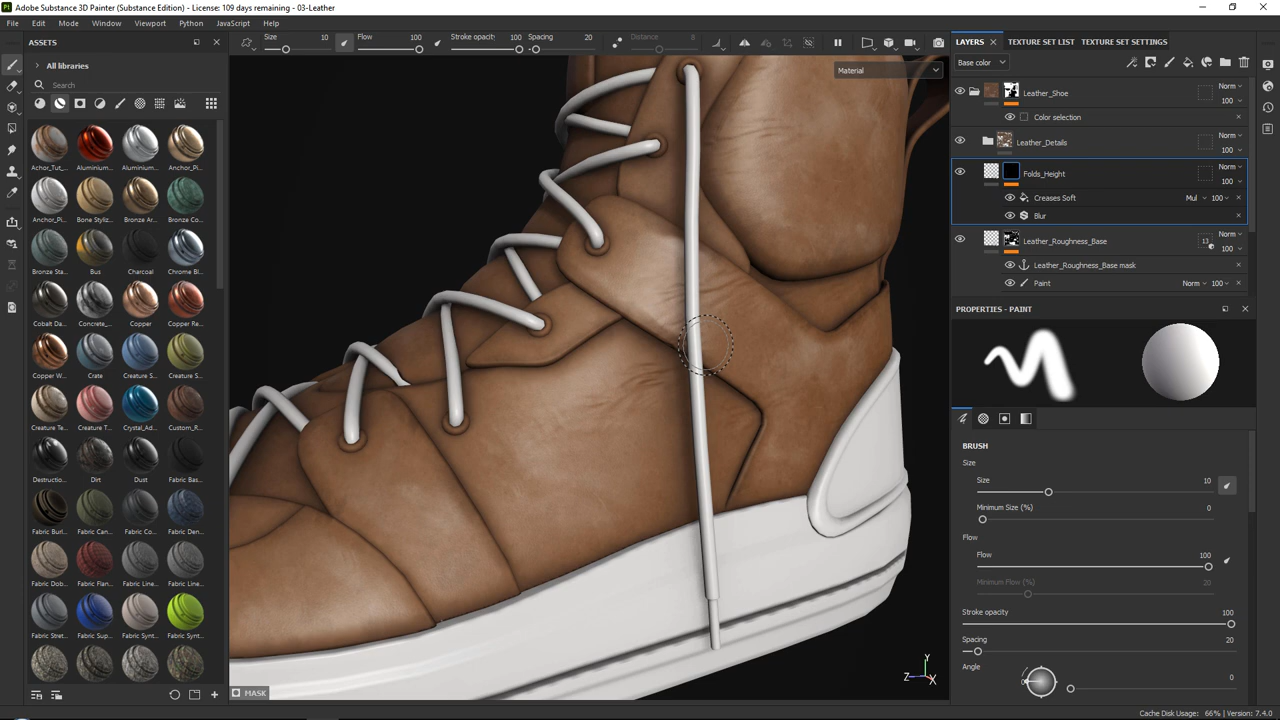 Adobe Substance 3D Painter (Substance Edition) - License: 109 days remaining - 03-Leather
File Edit Mode Window Viewport Python JavaScript Help
ASSETS
All libraries
Search
Achor_Tut_... Aluminium... Aluminium... Anchor_Pl...
Anchor_Pl... Bone Styliz... Bronze Ar... Bronze Co...
Bronze Sta... Bus Charcoal Chrome Bl...
Cobalt Da... Concrete_... Copper Copper Re...
Copper W... Crate Creature S... Creature S...
Creature Te... Creature T... Crystal_Ad... Custom_R...
Destructio... Dirt Dust Fabric Bas...
Fabric Burl... Fabric Can... Fabric Co... Fabric Den...
Fabric Dob... Fabric Flan... Fabric Line... Fabric Line...
Fabric Stret... Fabric Sup... Fabric Synt... Fabric Synt...
Size 10 Flow 100 Stroke opacity 100 Spacing 20 Distance 8
Material
MASK
Y
Z X
LAYERS TEXTURE SET LIST TEXTURE SET SETTINGS
Base color
Leather_Shoe Norm 100
Color selection
Leather_Details Norm 100
Folds_Height Norm 100
Creases Soft Mul 100
Blur
Leather_Roughness_Base 13 Norm 100
Leather_Roughness_Base mask
Paint Norm 100
PROPERTIES - PAINT
BRUSH
Size
Size 10
Minimum Size (%) 0
Flow
Flow 100
Minimum Flow (%) 20
Stroke opacity 100
Spacing 20
Angle 0
Cache Disk Usage: 66% | Version: 7.4.0